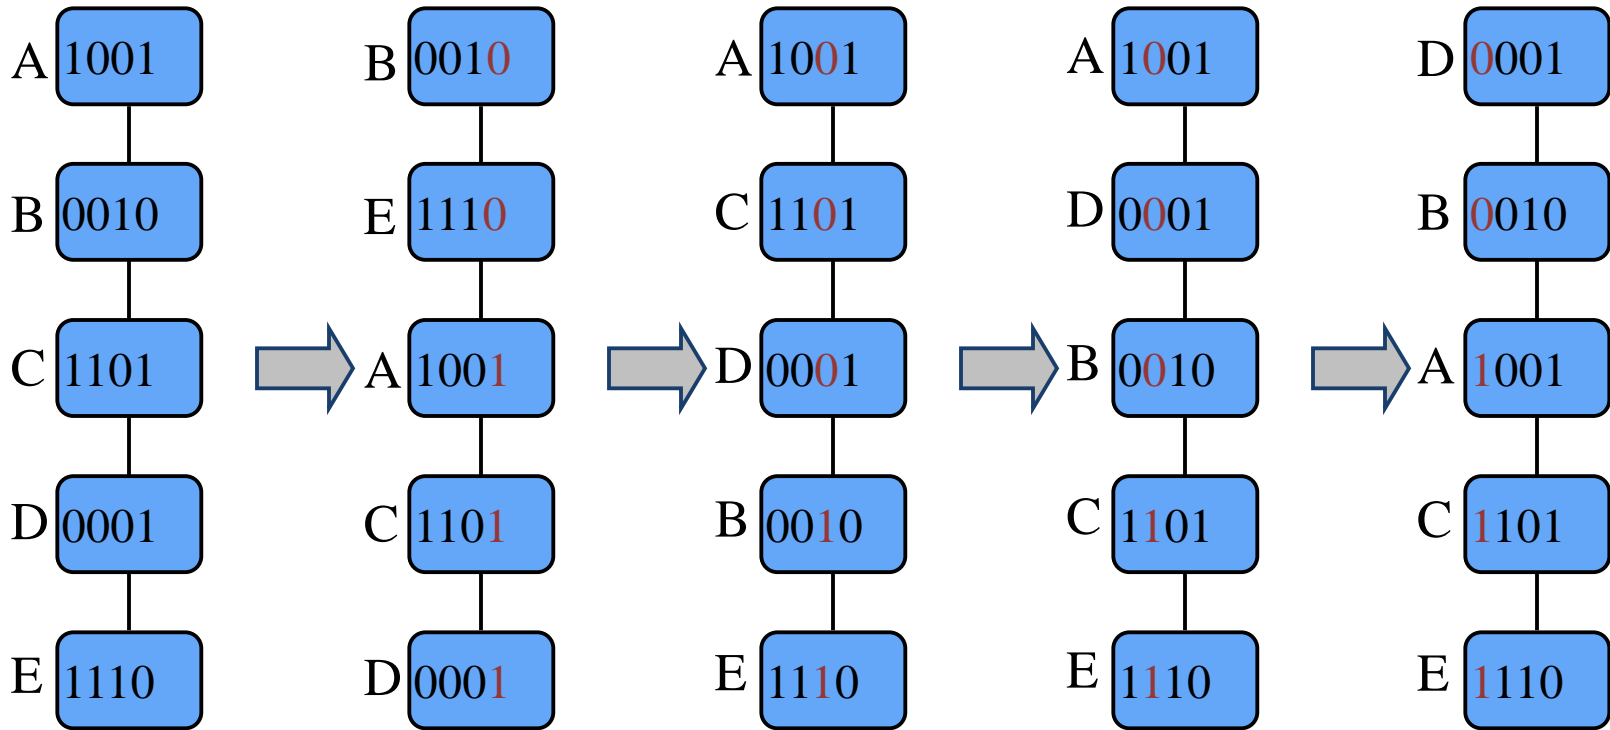 A 1001 B 0010 A 1001 A 1001 D 0001
B 0010 E 1110 C 1101 D 0001 B 0010
C 1101 A 1001 D 0001 B 0010 A 1001
D 0001 C 1101 B 0010 C 1101 C 1101
E 1110 D 0001 E 1110 E 1110 E 1110